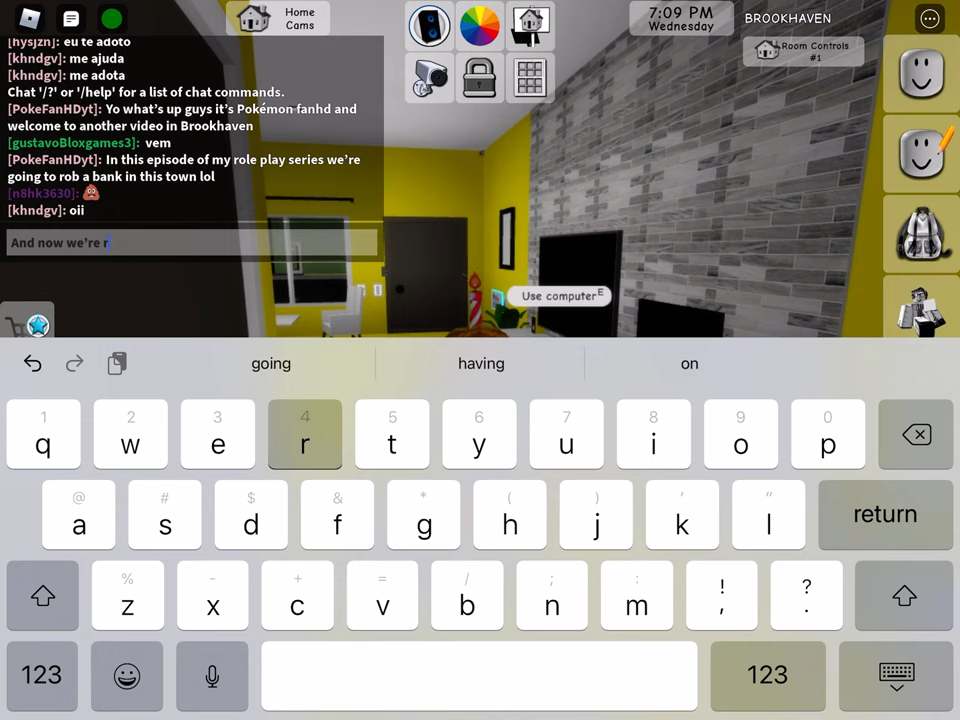 Home
Cams
7:09 PM
Wednesday
BROOKHAVEN
Room Controls
#1
[hysjzn]: eu te adoto
[khndgv]: me ajuda
[khndgv]: me adota
Chat '/?' or '/help' for a list of chat commands.
[PokeFanHDyt]: Yo what's up guys it's Pokémon fanhd and
welcome to another video in Brookhaven
[gustavoBloxgames3]: vem
[PokeFanHDyt]: In this episode of my role play series we're
going to rob a bank in this town lol
[n8hk3630]: 💩
[khndgv]: oii
And now we're r
Use computer E
going having on
1 2 3 4 5 6 7 8 9 0
q w e r t y u i o p
@ # $ & * ( ) ' "
a s d f g h j k l return
% - + = / ; : ! ?
z x c v b n m , .
123 123